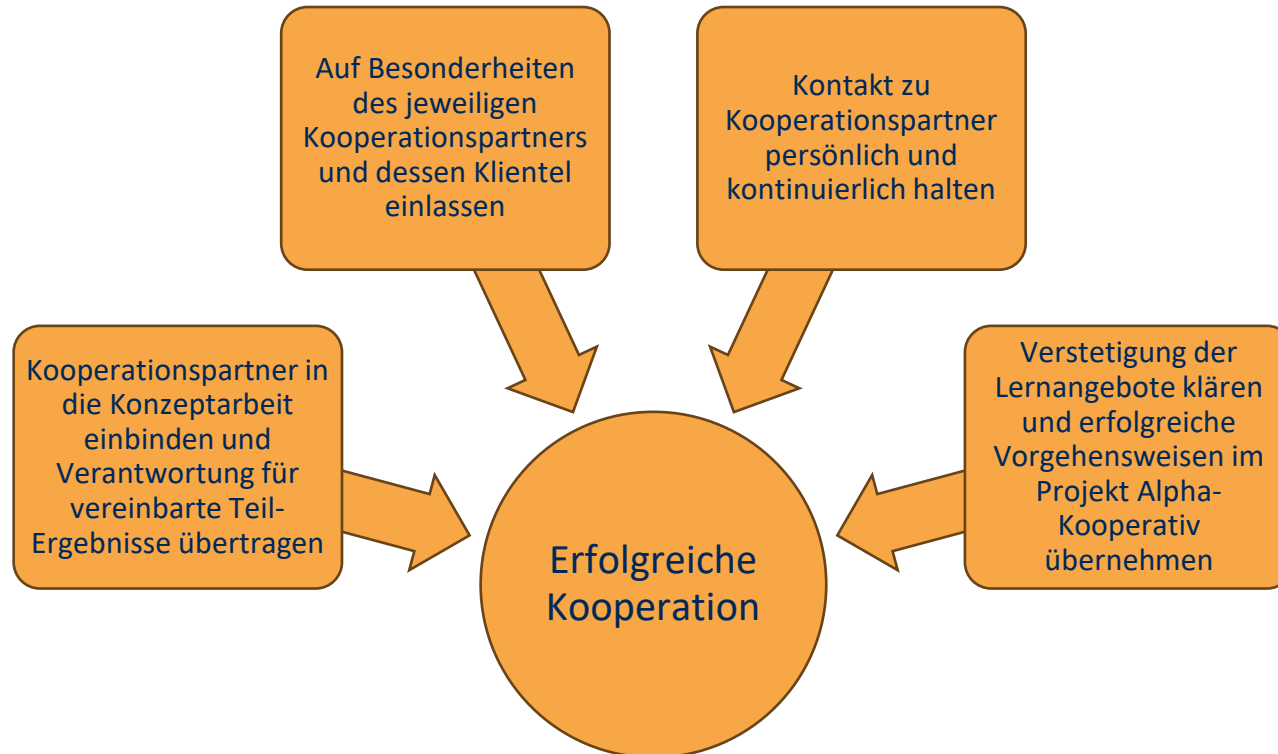 Auf Besonderheiten
des jeweiligen
Kooperationspartners
und dessen Klientel
einlassen
Kontakt zu
Kooperationspartner
persönlich und
kontinuierlich halten
Kooperationspartner in
die Konzeptarbeit
einbinden und
Verantwortung für
vereinbarte Teil-
Ergebnisse übertragen
Verstetigung der
Lernangebote klären
und erfolgreiche
Vorgehensweisen im
Projekt Alpha-
Kooperativ
übernehmen
Erfolgreiche
Kooperation